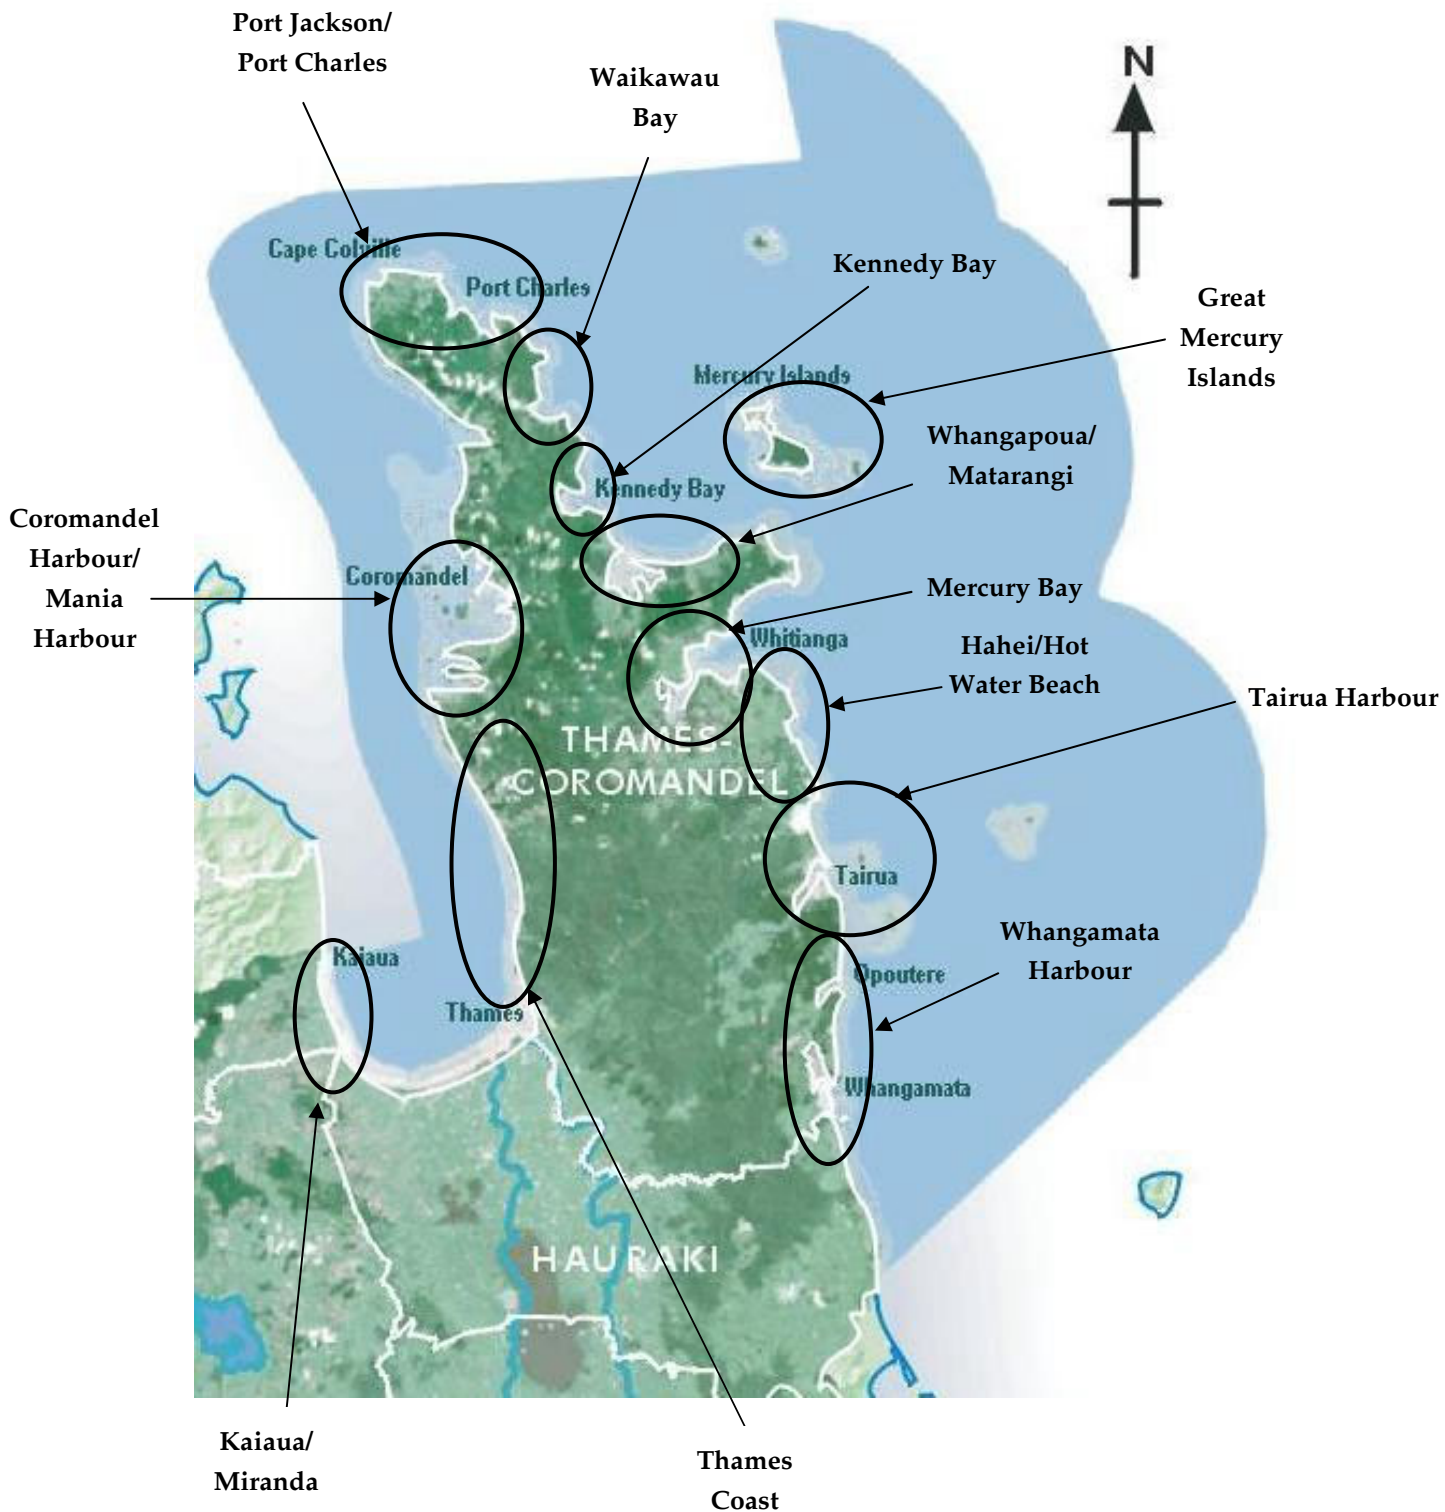 Port Jackson/
Port Charles
Waikawau
Bay
N
Cape Colville
Port Charles
Kennedy Bay
Great
Mercury
Islands
Mercury Islands
Whangapoua/
Matarangi
Kennedy Bay
Coromandel
Harbour/
Mania
Harbour
Coromandel
Mercury Bay
Whitianga
Hahei/Hot
Water Beach
Tairua Harbour
THAMES-
COROMANDEL
Tairua
Whangamata
Harbour
Kaiaua
Opoutere
Thames
Whangamata
HAURAKI
Kaiaua/
Miranda
Thames
Coast